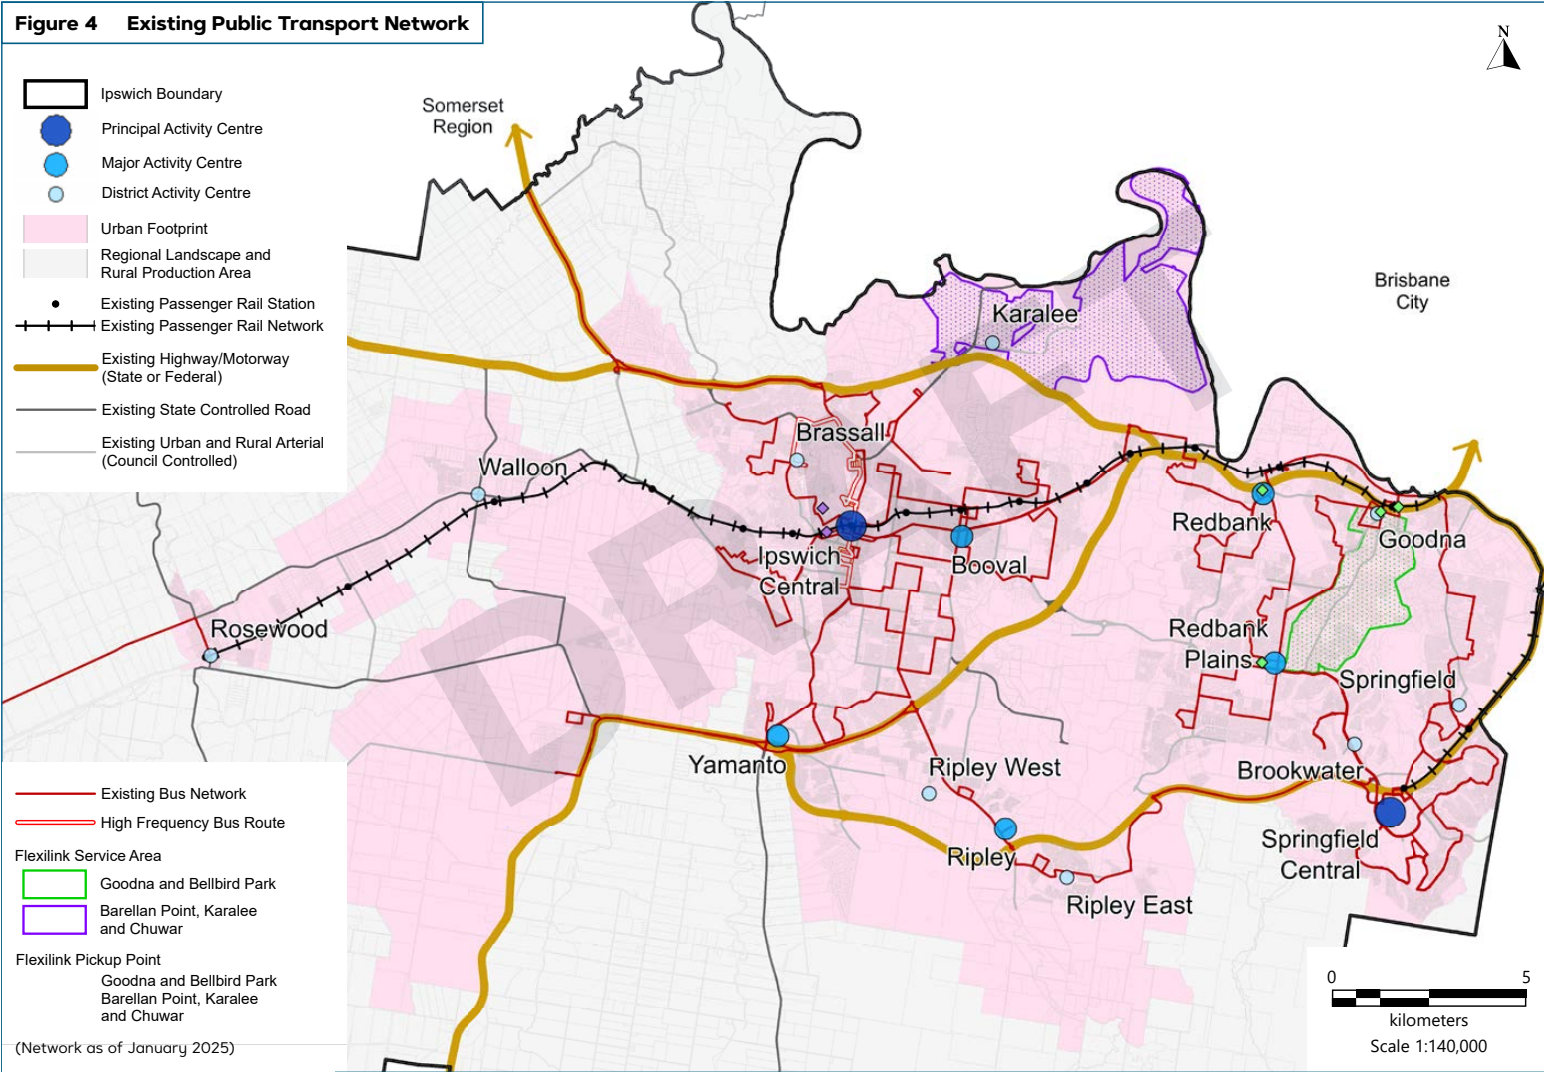 Figure 4 Existing Public Transport Network
N
Ipswich Boundary
Principal Activity Centre
Major Activity Centre
District Activity Centre
Urban Footprint
Regional Landscape and
Rural Production Area
Existing Passenger Rail Station
Existing Passenger Rail Network
Existing Highway/Motorway
(State or Federal)
Existing State Controlled Road
Existing Urban and Rural Arterial
(Council Controlled)
Somerset
Region
Brisbane
City
Karalee
Brassall
Walloon
Ipswich
Central
Booval
Redbank
Goodna
Rosewood
Redbank
Plains
Springfield
Yamanto
Ripley West
Brookwater
Ripley
Springfield
Central
Ripley East
DRAFT
Existing Bus Network
High Frequency Bus Route
Flexilink Service Area
Goodna and Bellbird Park
Barellan Point, Karalee
and Chuwar
Flexilink Pickup Point
Goodna and Bellbird Park
Barellan Point, Karalee
and Chuwar
(Network as of January 2025)
0 5
kilometers
Scale 1:140,000